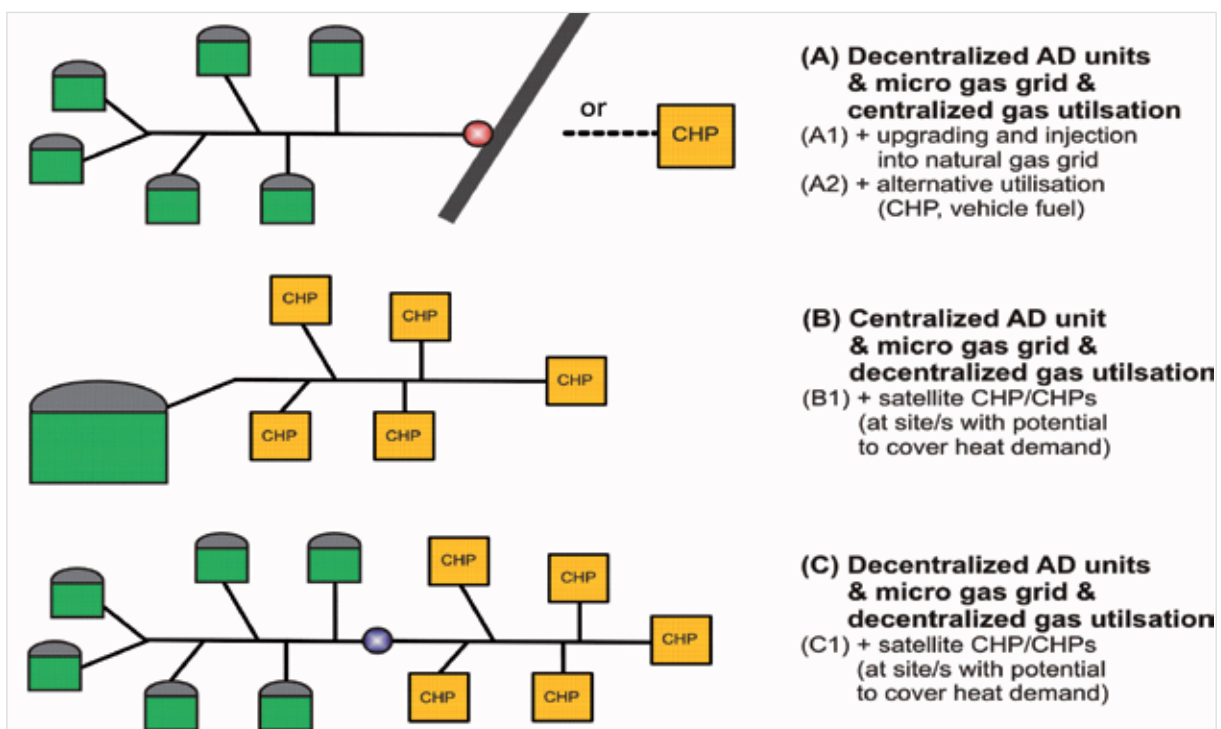 or
CHP
(A) Decentralized AD units
& micro gas grid &
centralized gas utilsation
(A1) + upgrading and injection
into natural gas grid
(A2) + alternative utilisation
(CHP, vehicle fuel)
CHP
CHP
CHP
CHP
CHP
(B) Centralized AD unit
& micro gas grid &
decentralized gas utilsation
(B1) + satellite CHP/CHPs
(at site/s with potential
to cover heat demand)
CHP
CHP
CHP
CHP
CHP
(C) Decentralized AD units
& micro gas grid &
decentralized gas utilsation
(C1) + satellite CHP/CHPs
(at site/s with potential
to cover heat demand)